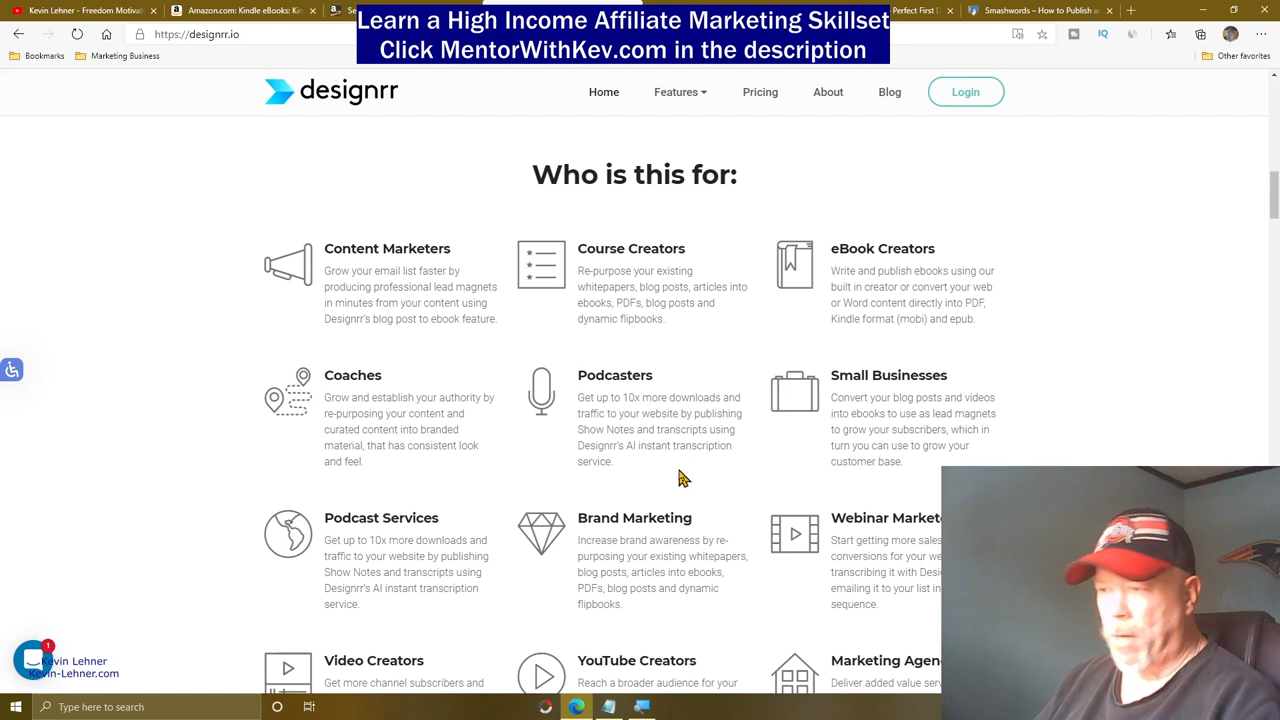 Kevin Lehner - Freedom Motivat
Amazon.com: Kindle eBooks: Kin
Se
Perfect First D
Smashwords – How to Publish a
Learn a High Income Affiliate Marketing Skillset
Click MentorWithKev.com in the description
https://designrr.io
Bookmarks
Marketing Business
Other favorites
designrr
Home
Features
Pricing
About
Blog
Login
Who is this for:
Content Marketers
Grow your email list faster by
producing professional lead magnets
in minutes from your content using
Designrr's blog post to ebook feature.
Course Creators
Re-purpose your existing
whitepapers, blog posts, articles into
ebooks, PDFs, blog posts and
dynamic flipbooks.
eBook Creators
Write and publish ebooks using our
built in creator or convert your web
or Word content directly into PDF,
Kindle format (mobi) and epub.
Coaches
Grow and establish your authority by
re-purposing your content and
curated content into branded
material, that has consistent look
and feel.
Podcasters
Get up to 10x more downloads and
traffic to your website by publishing
Show Notes and transcripts using
Designrr's AI instant transcription
service.
Small Businesses
Convert your blog posts and videos
into ebooks to use as lead magnets
to grow your subscribers, which in
turn you can use to grow your
customer base.
Podcast Services
Get up to 10x more downloads and
traffic to your website by publishing
Show Notes and transcripts using
Designrr's AI instant transcription
service.
Brand Marketing
Increase brand awareness by re-
purposing your existing whitepapers,
blog posts, articles into ebooks,
PDFs, blog posts and dynamic
flipbooks.
Webinar Market
Start getting more sales
conversions for your we
transcribing it with Desi
emailing it to your list in
sequence.
Video Creators
Get more channel subscribers and
YouTube Creators
Reach a broader audience for your
Marketing Agen
Deliver added value serv
1
Kevin Lehner
Kevin-Lehner.com
Type here to search